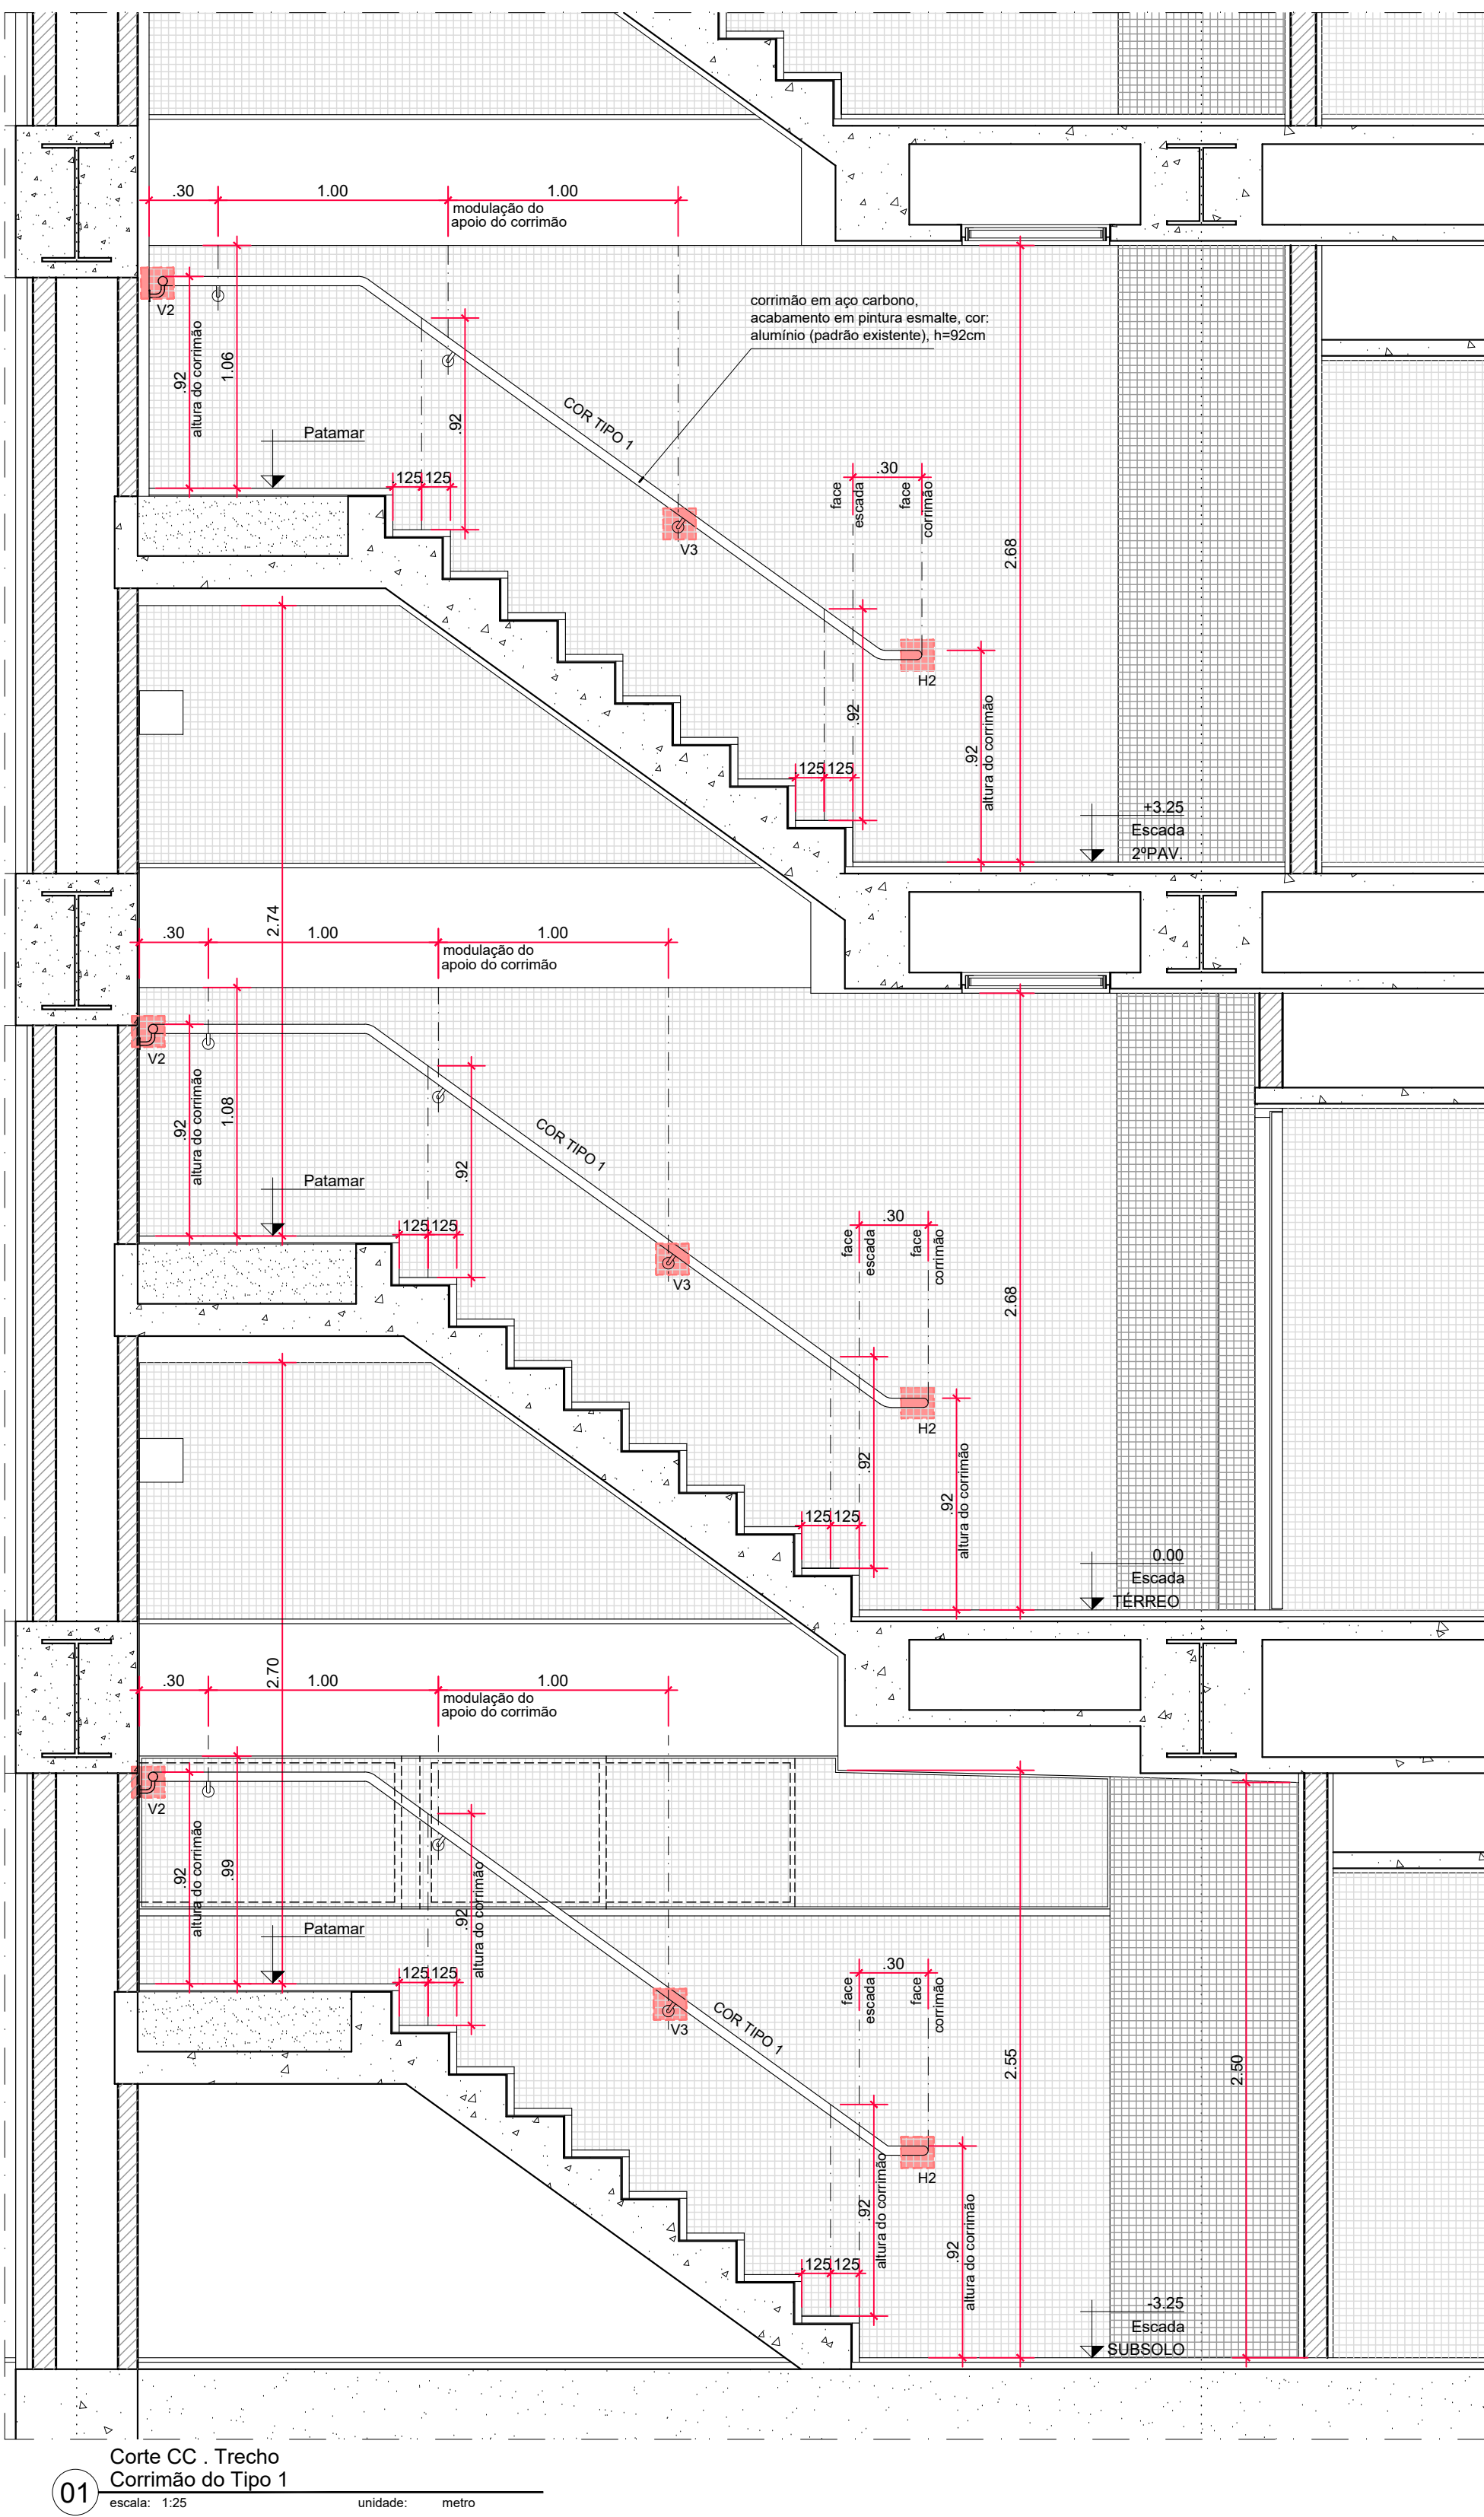 .30
1.00
1.00
modulação do
apoio do corrimão
V2
.92
altura do corrimão
1.06
corrimão em aço carbono,
acabamento em pintura esmalte, cor:
alumínio (padrão existente), h=92cm
COR TIPO 1
.92
Patamar
125
125
.30
face
escada
face
corrimão
V3
2.68
H2
.92
.92
altura do corrimão
125
125
+3.25
Escada
2ºPAV.
2.74
.30
1.00
1.00
modulação do
apoio do corrimão
V2
.92
altura do corrimão
1.08
COR TIPO 1
.92
Patamar
125
125
.30
face
escada
face
corrimão
V3
2.68
H2
.92
.92
altura do corrimão
125
125
0.00
Escada
TÉRREO
2.70
.30
1.00
1.00
modulação do
apoio do corrimão
V2
.92
altura do corrimão
.99
.92
altura do corrimão
Patamar
125
125
.30
face
escada
face
corrimão
V3
COR TIPO 1
2.55
2.50
H2
.92
altura do corrimão
.92
altura do corrimão
125
125
-3.25
Escada
SUBSOLO
01
Corte CC . Trecho
Corrimão do Tipo 1
escala: 1:25 unidade: metro